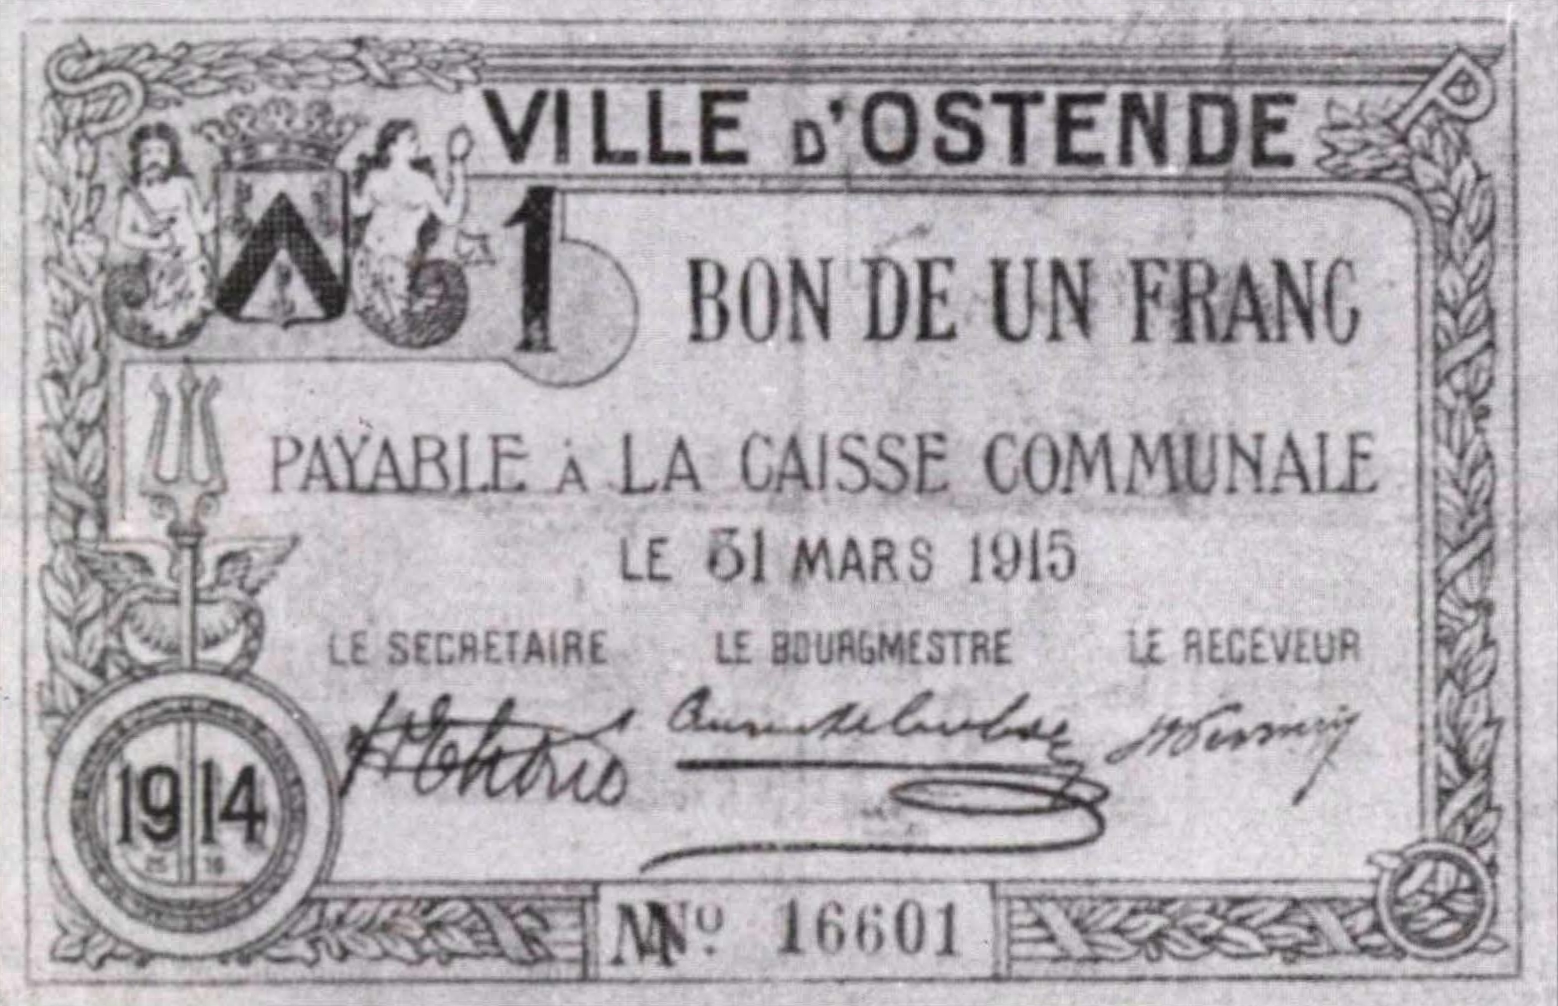 VILLE D'OSTENDE
1
BON DE UN FRANC
PAYABLE À LA CAISSE COMMUNALE
LE 31 MARS 1915
LE SECRÉTAIRE LE BOURGMESTRE LE RECEVEUR
1914
Nº 16601